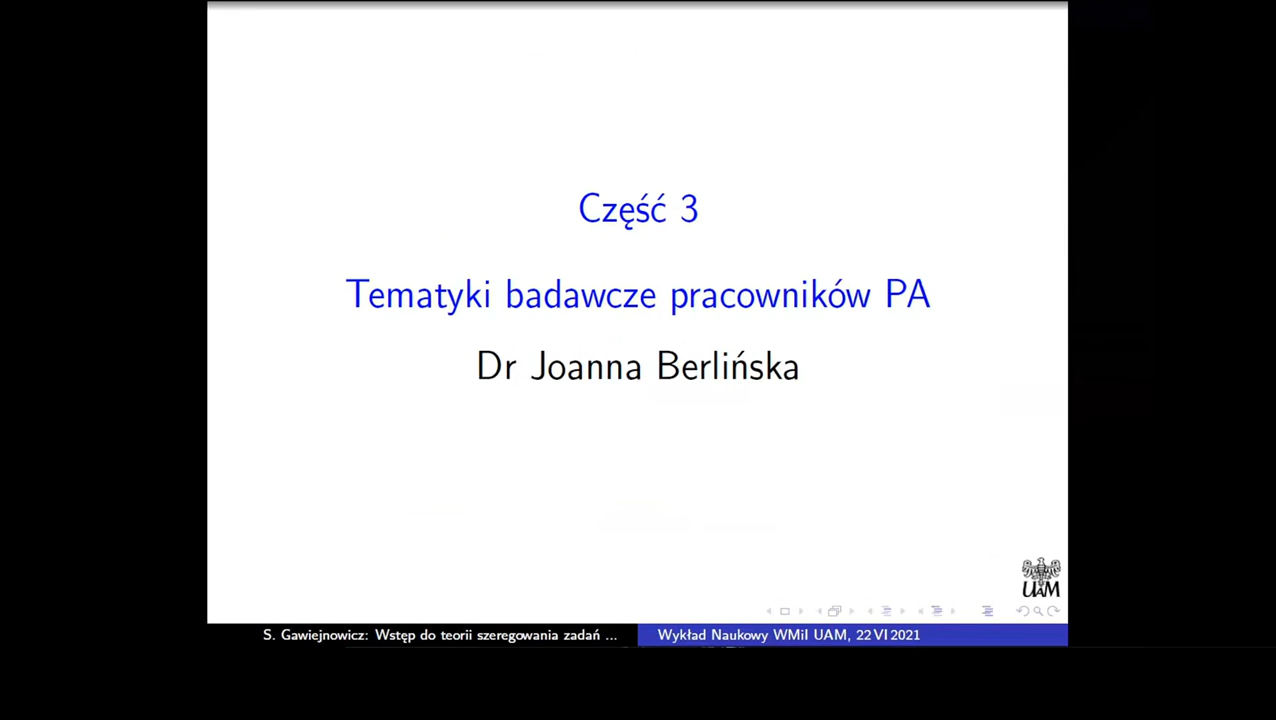 Część 3
Tematyki badawcze pracowników PA
Dr Joanna Berlińska
UAM
S. Gawiejnowicz: Wstęp do teorii szeregowania zadań ...
Wykład Naukowy WMiI UAM, 22 VI 2021